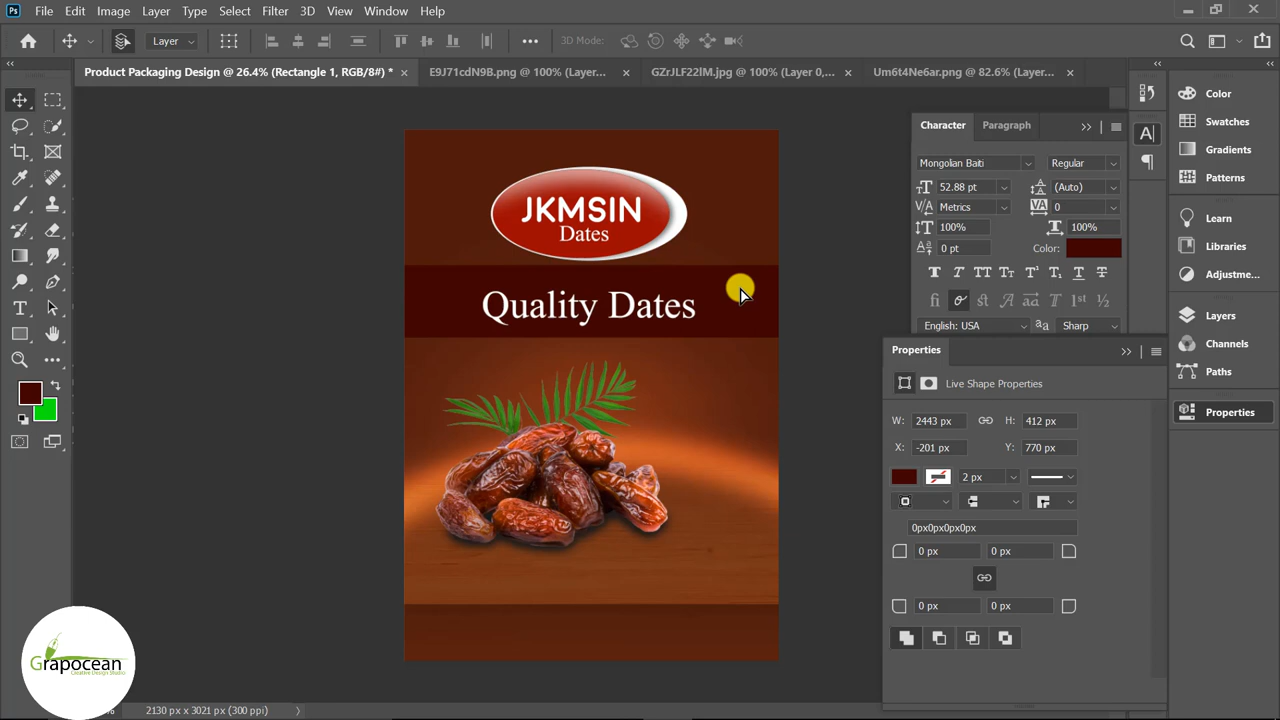 Ps File Edit Image Layer Type Select Filter 3D View Window Help
Layer 3D Mode:
Product Packaging Design @ 26.4% (Rectangle 1, RGB/8#) * × E9J71cdN9B.png @ 100% (Layer... × GZrJLF22lM.jpg @ 100% (Layer 0,... × Um6t4Ne6ar.png @ 82.6% (Layer... ×
JKMSIN
Dates
Quality Dates
Character Paragraph
Mongolian Baiti Regular
52.88 pt (Auto)
Metrics 0
100% 100%
0 pt Color:
English: USA Sharp
Properties
Live Shape Properties
W: 2443 px H: 412 px
X: -201 px Y: 770 px
2 px
0px0px0px0px
0 px 0 px
0 px 0 px
Color
Swatches
Gradients
Patterns
Learn
Libraries
Adjustme...
Layers
Channels
Paths
Properties
Grapocean
Creative Design Studio
2130 px x 3021 px (300 ppi)